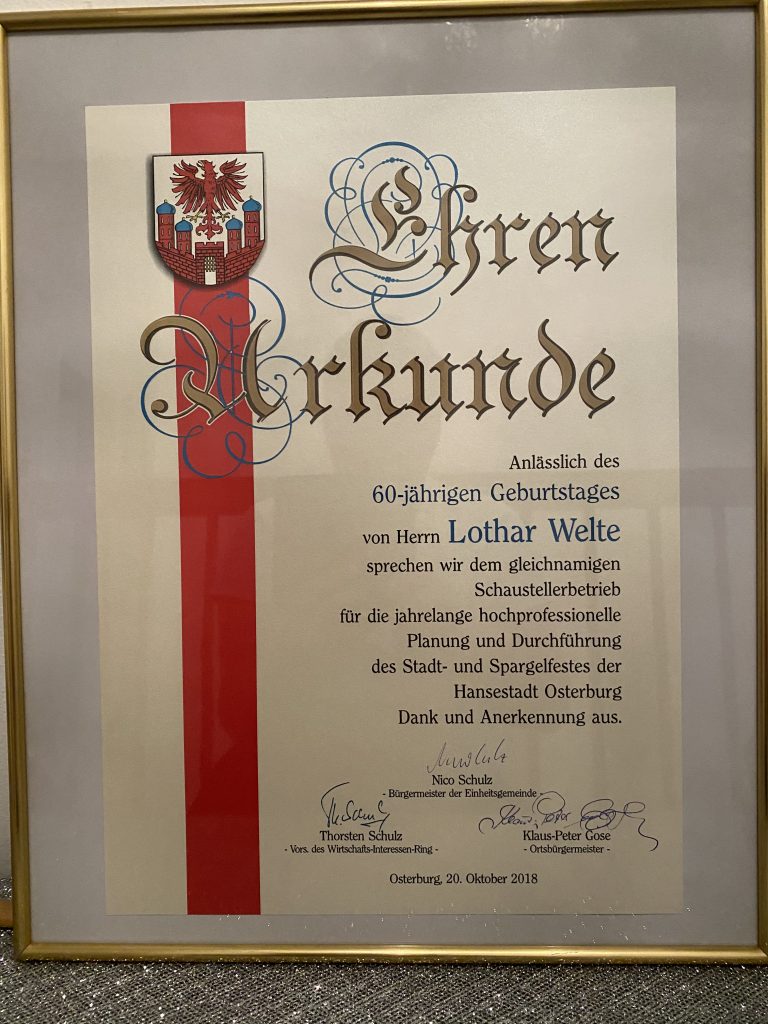 Ehren
Urkunde
Anlässlich des
60-jährigen Geburtstages
von Herrn Lothar Welte
sprechen wir dem gleichnamigen
Schaustellerbetrieb
für die jahrelange hochprofessionelle
Planung und Durchführung
des Stadt- und Spargelfestes der
Hansestadt Osterburg
Dank und Anerkennung aus.
Nico Schulz
- Bürgermeister der Einheitsgemeinde -
Thorsten Schulz
- Vors. des Wirtschafts-Interessen-Ring -
Klaus-Peter Gose
- Ortsbürgermeister -
Osterburg, 20. Oktober 2018